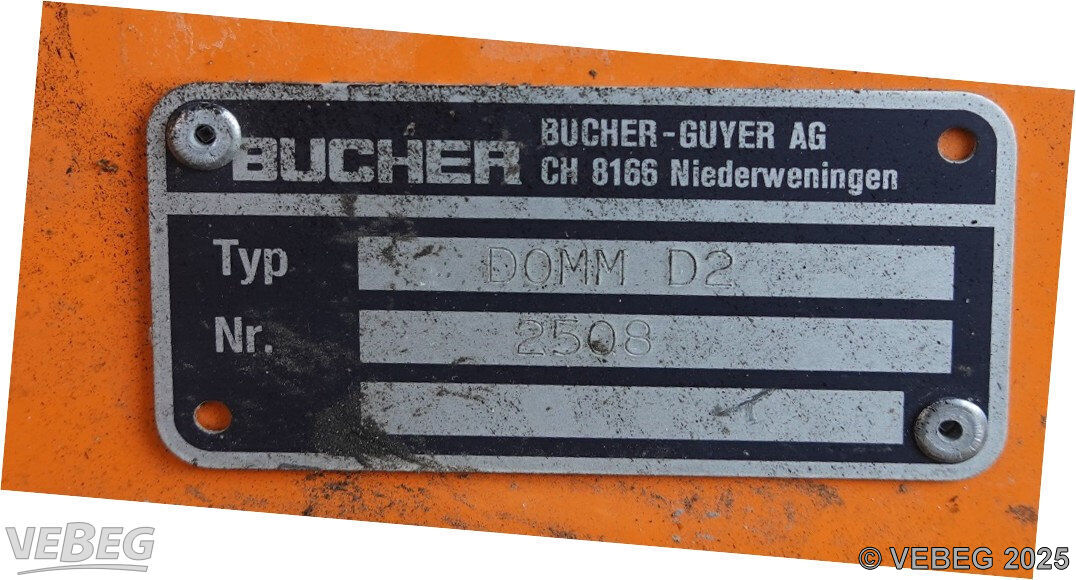 BUCHER
BUCHER-GUYER AG
CH 8166 Niederweningen
Typ DOMM D2
Nr. 2508
VEBEG
© VEBEG 2025